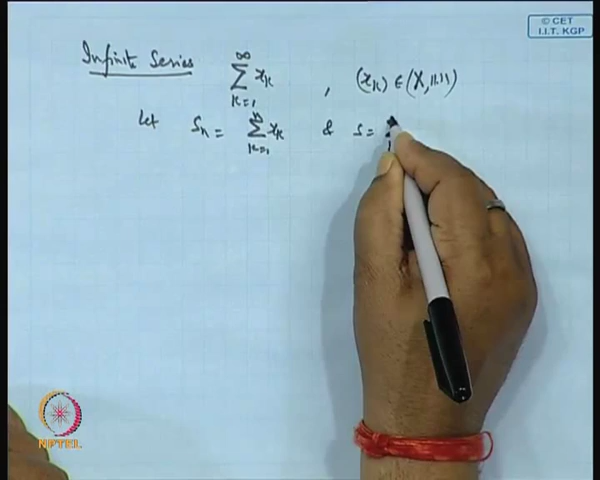 © CET
I.I.T. KGP
Infinite Series ∑_{k=1}^{∞} x_k , (x_k) ∈ (X, ||.||)
Let S_n = ∑_{k=1}^{n} x_k & S =
NPTEL